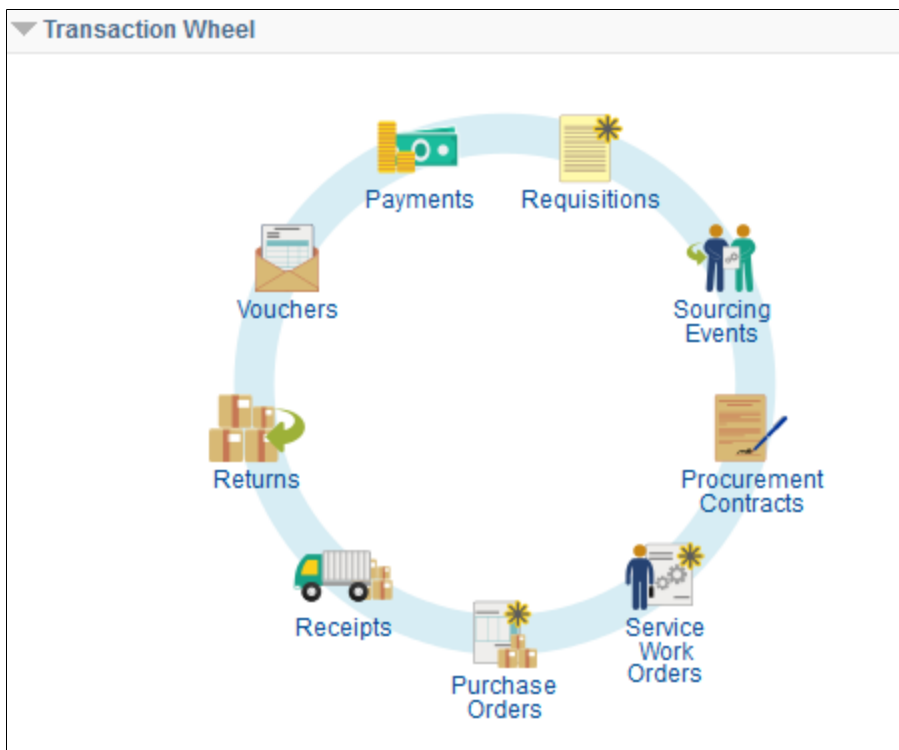 Transaction Wheel
Payments
Requisitions
Vouchers
Sourcing
Events
Returns
Procurement
Contracts
Receipts
Service
Work
Orders
Purchase
Orders